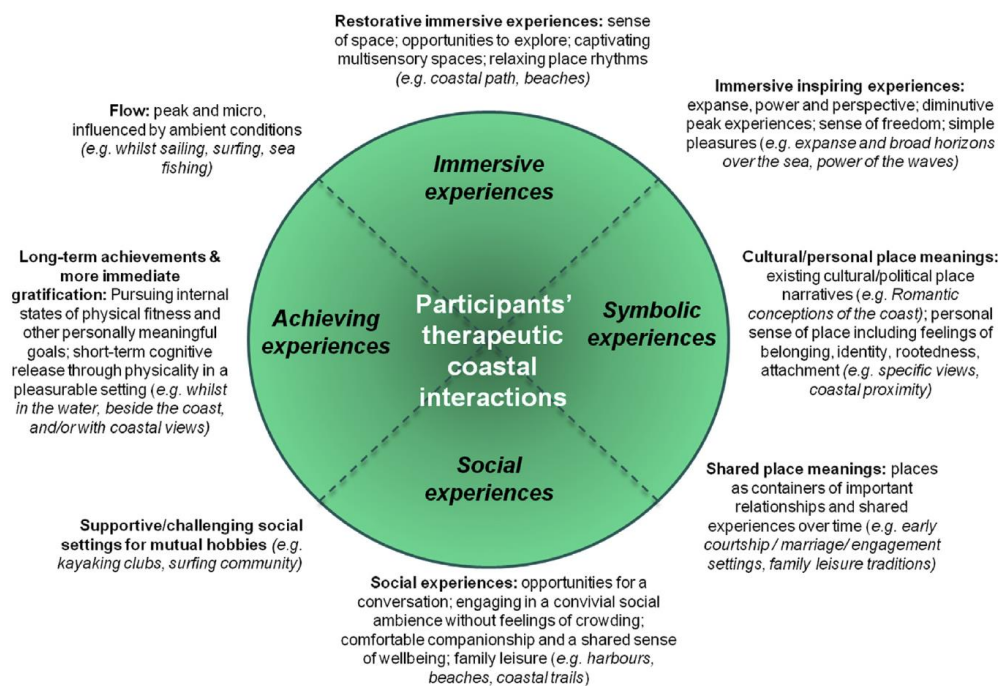 Restorative immersive experiences: sense
of space; opportunities to explore; captivating
multisensory spaces; relaxing place rhythms
(e.g. coastal path, beaches)
Immersive inspiring experiences:
expanse, power and perspective; diminutive
peak experiences; sense of freedom; simple
pleasures (e.g. expanse and broad horizons
over the sea, power of the waves)
Flow: peak and micro,
influenced by ambient conditions
(e.g. whilst sailing, surfing, sea
fishing)
Immersive
experiences
Long-term achievements &
more immediate
gratification: Pursuing internal
states of physical fitness and
other personally meaningful
goals; short-term cognitive
release through physicality in a
pleasurable setting (e.g. whilst
in the water, beside the coast,
and/or with coastal views)
Achieving
experiences
Participants’
therapeutic
coastal
interactions
Symbolic
experiences
Cultural/personal place meanings:
existing cultural/political place
narratives (e.g. Romantic
conceptions of the coast); personal
sense of place including feelings of
belonging, identity, rootedness,
attachment (e.g. specific views,
coastal proximity)
Social
experiences
Shared place meanings: places
as containers of important
relationships and shared
experiences over time (e.g. early
courtship / marriage/ engagement
settings, family leisure traditions)
Supportive/challenging social
settings for mutual hobbies (e.g.
kayaking clubs, surfing community)
Social experiences: opportunities for a
conversation; engaging in a convivial social
ambience without feelings of crowding;
comfortable companionship and a shared sense
of wellbeing; family leisure (e.g. harbours,
beaches, coastal trails)